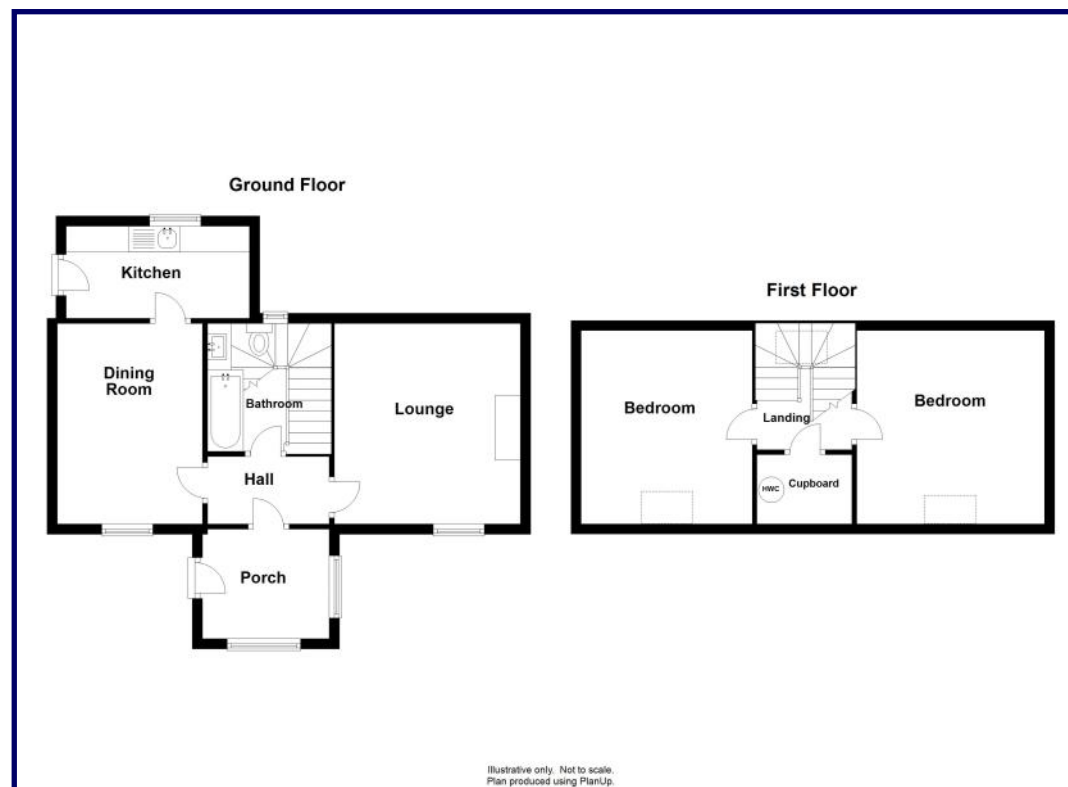 Ground Floor
Kitchen
Dining
Room
Bathroom
Lounge
Hall
Porch
First Floor
Bedroom
Landing
Bedroom
HWC
Cupboard
Illustrative only. Not to scale.
Plan produced using PlanUp.